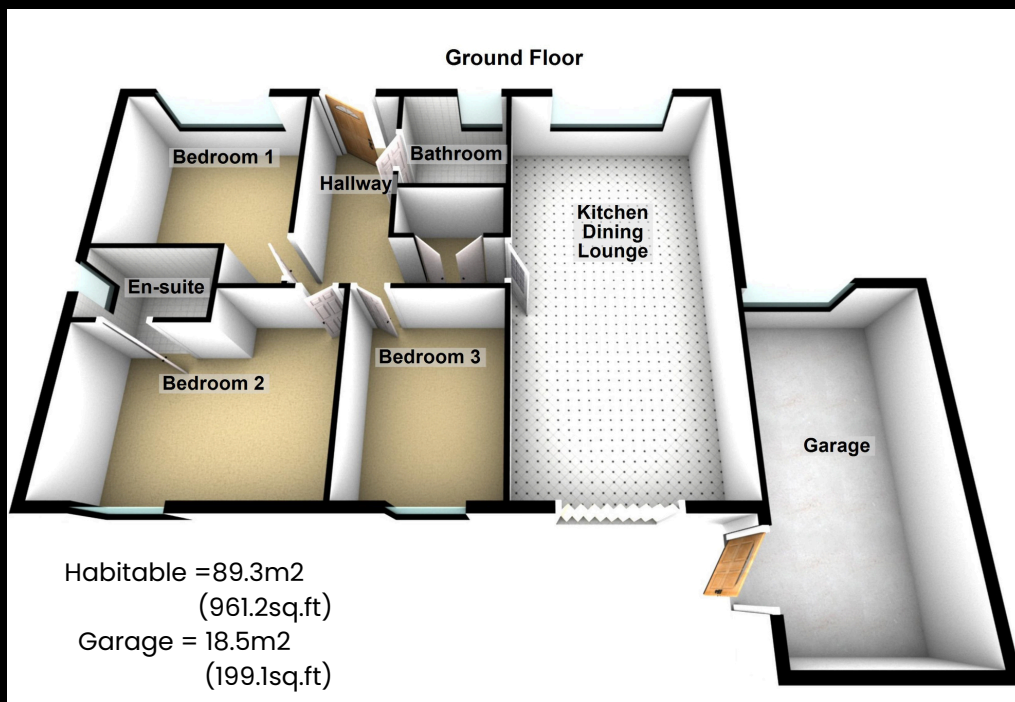 Ground Floor
Bedroom 1
Bathroom
Hallway
Kitchen
Dining
Lounge
En-suite
Bedroom 3
Bedroom 2
Garage
Habitable =89.3m2
(961.2sq.ft)
Garage = 18.5m2
(199.1sq.ft)